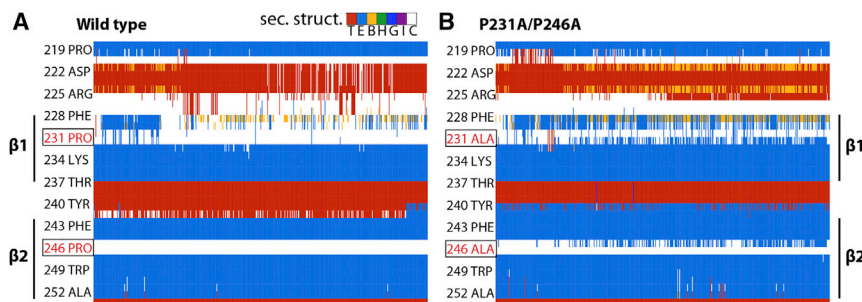 A Wild type
sec. struct.
T E B H G I C
219 PRO
222 ASP
225 ARG
228 PHE
231 PRO
234 LYS
237 THR
240 TYR
243 PHE
246 PRO
249 TRP
252 ALA
β1
β2
B P231A/P246A
219 PRO
222 ASP
225 ARG
228 PHE
231 ALA
234 LYS
237 THR
240 TYR
243 PHE
246 ALA
249 TRP
252 ALA
β1
β2